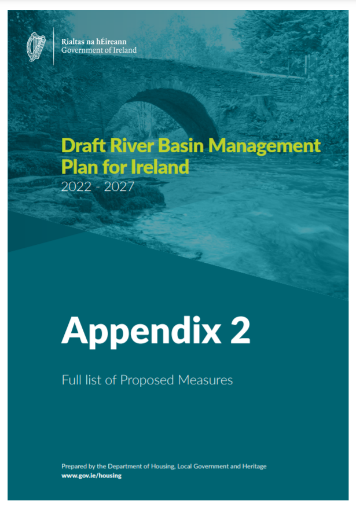 Rialtas na hÉireann
Government of Ireland
Draft River Basin Management
Plan for Ireland
2022 - 2027
Appendix 2
Full list of Proposed Measures
Prepared by the Department of Housing, Local Government and Heritage
www.gov.ie/housing